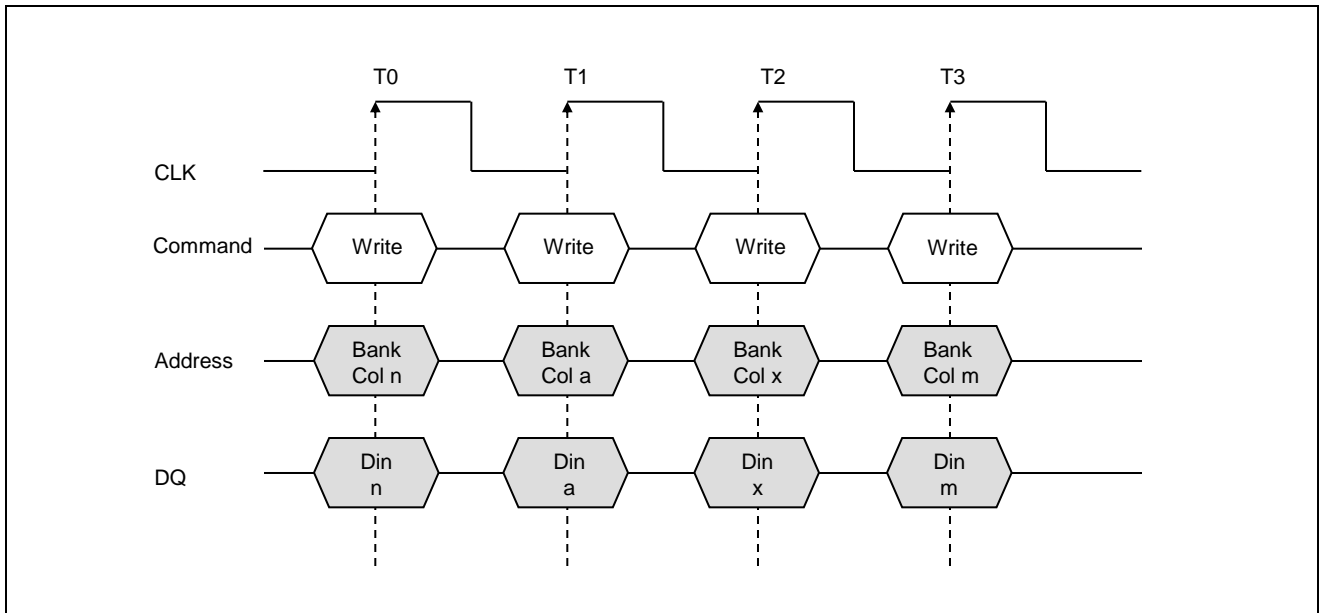 T0 T1 T2 T3
CLK
Command Write Write Write Write
Address Bank Bank Bank Bank
Col n Col a Col x Col m
DQ Din Din Din Din
n a x m